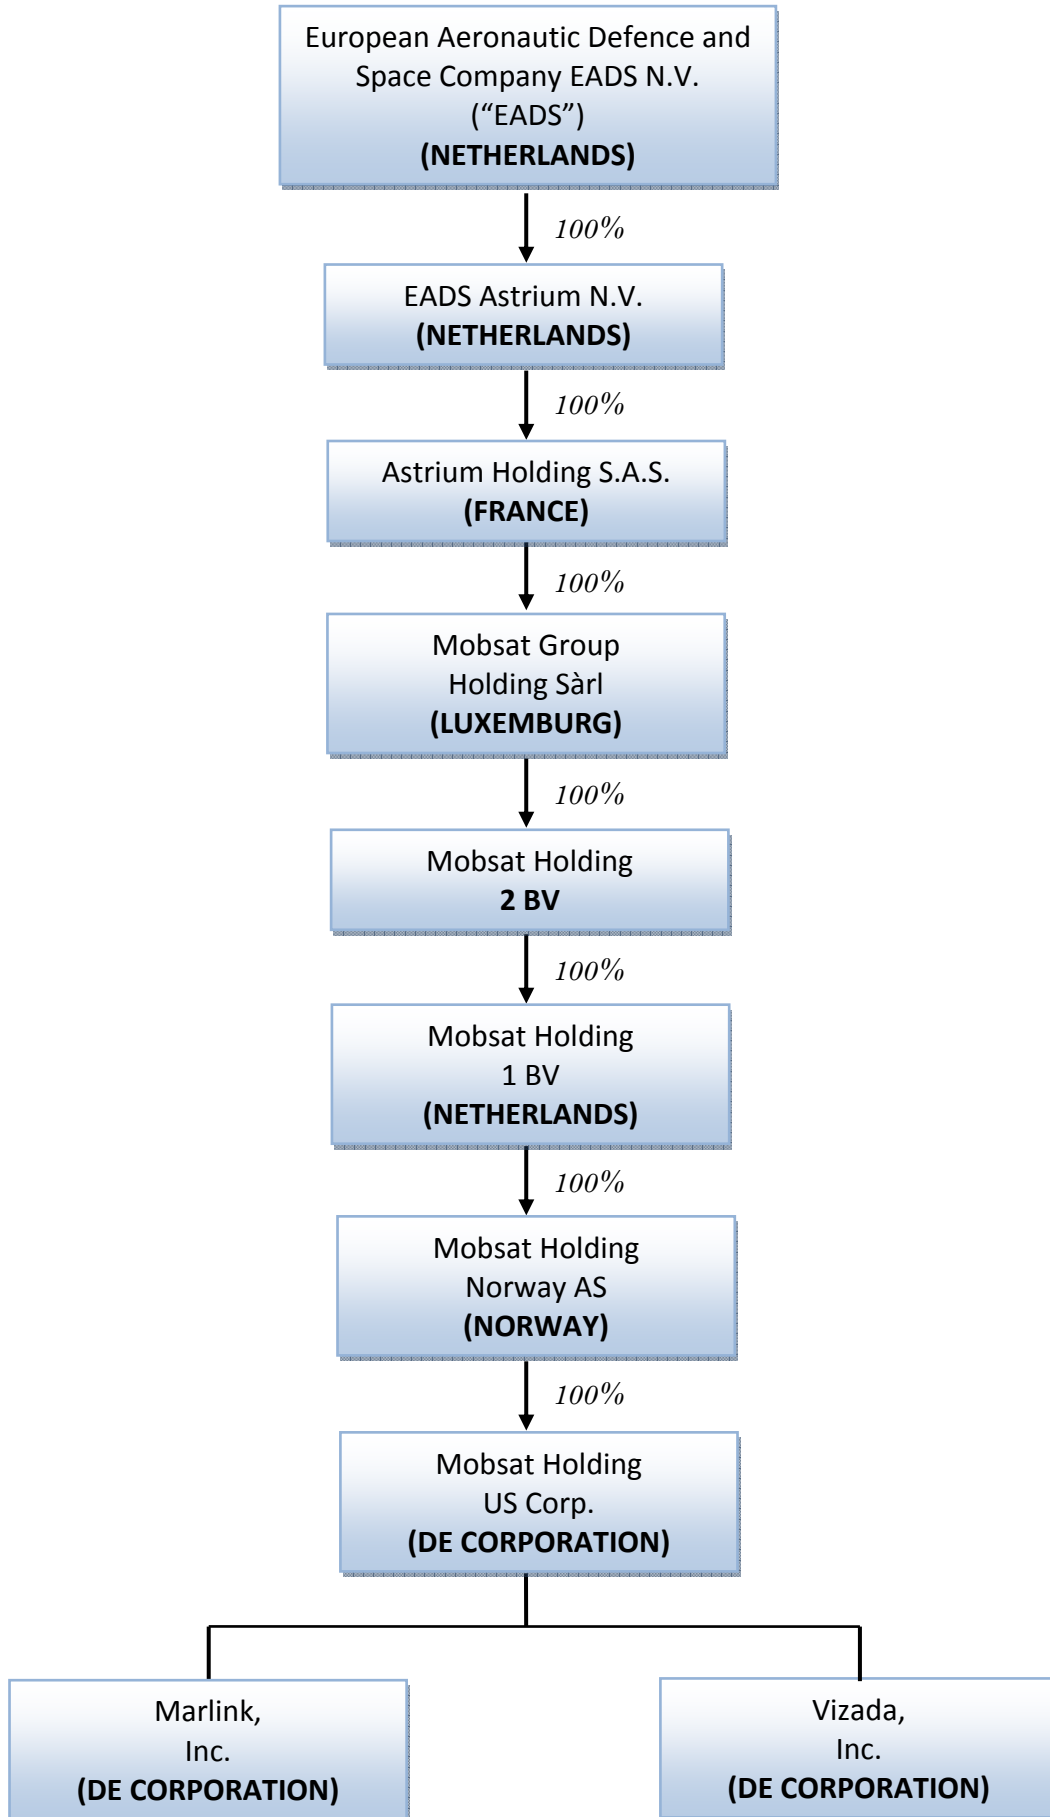 European Aeronautic Defence and
Space Company EADS N.V.
(“EADS”)
(NETHERLANDS)
100%
EADS Astrium N.V.
(NETHERLANDS)
100%
Astrium Holding S.A.S.
(FRANCE)
100%
Mobsat Group
Holding Sàrl
(LUXEMBURG)
100%
Mobsat Holding
2 BV
100%
Mobsat Holding
1 BV
(NETHERLANDS)
100%
Mobsat Holding
Norway AS
(NORWAY)
100%
Mobsat Holding
US Corp.
(DE CORPORATION)
Marlink,
Inc.
(DE CORPORATION)
Vizada,
Inc.
(DE CORPORATION)